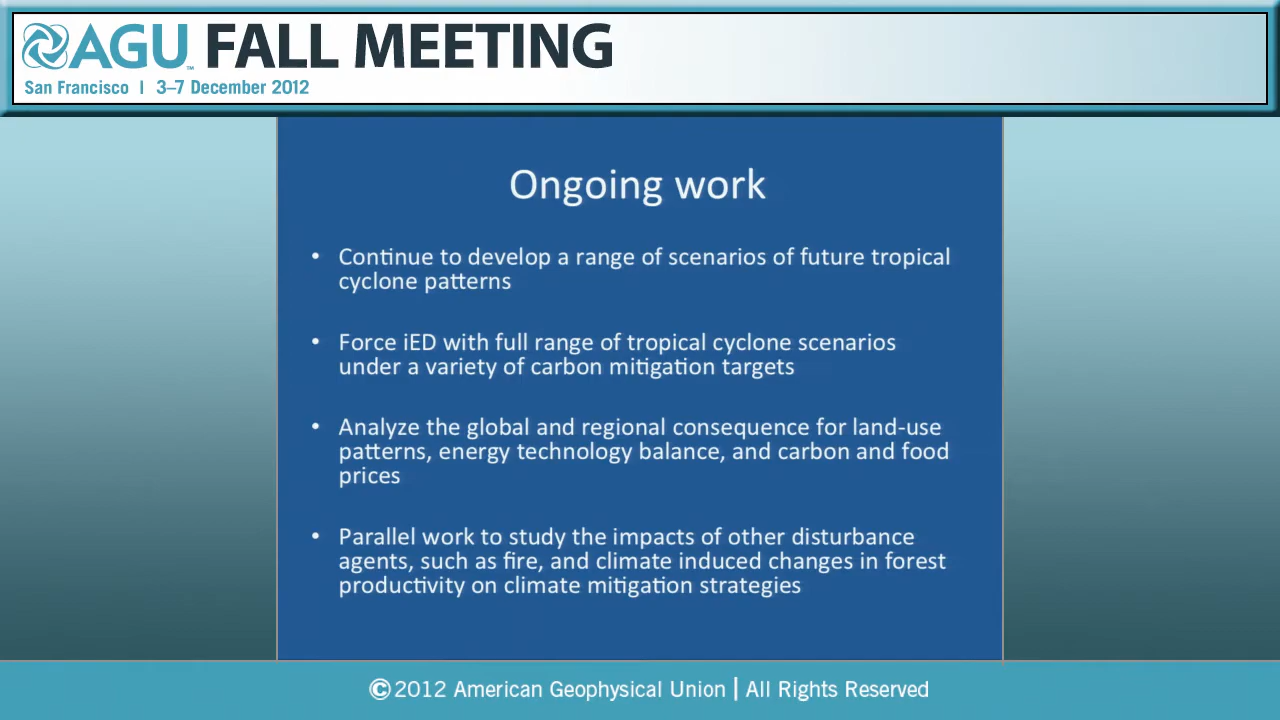 AGU™ FALL MEETING
San Francisco | 3–7 December 2012
Ongoing work
• Continue to develop a range of scenarios of future tropical
cyclone patterns
• Force iED with full range of tropical cyclone scenarios
under a variety of carbon mitigation targets
• Analyze the global and regional consequence for land-use
patterns, energy technology balance, and carbon and food
prices
• Parallel work to study the impacts of other disturbance
agents, such as fire, and climate induced changes in forest
productivity on climate mitigation strategies
©2012 American Geophysical Union | All Rights Reserved